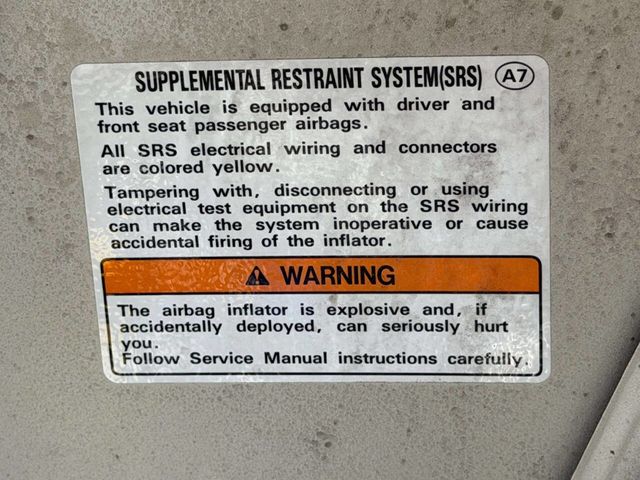 SUPPLEMENTAL RESTRAINT SYSTEM(SRS) A7
This vehicle is equipped with driver and
front seat passenger airbags.
All SRS electrical wiring and connectors
are colored yellow.
Tampering with, disconnecting or using
electrical test equipment on the SRS wiring
can make the system inoperative or cause
accidental firing of the inflator.
WARNING
The airbag inflator is explosive and, if
accidentally deployed, can seriously hurt
you.
Follow Service Manual instructions carefully.